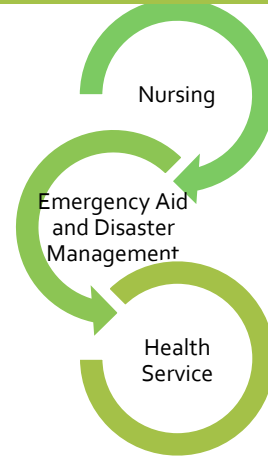 Nursing
Emergency Aid
and Disaster
Management
Health
Service